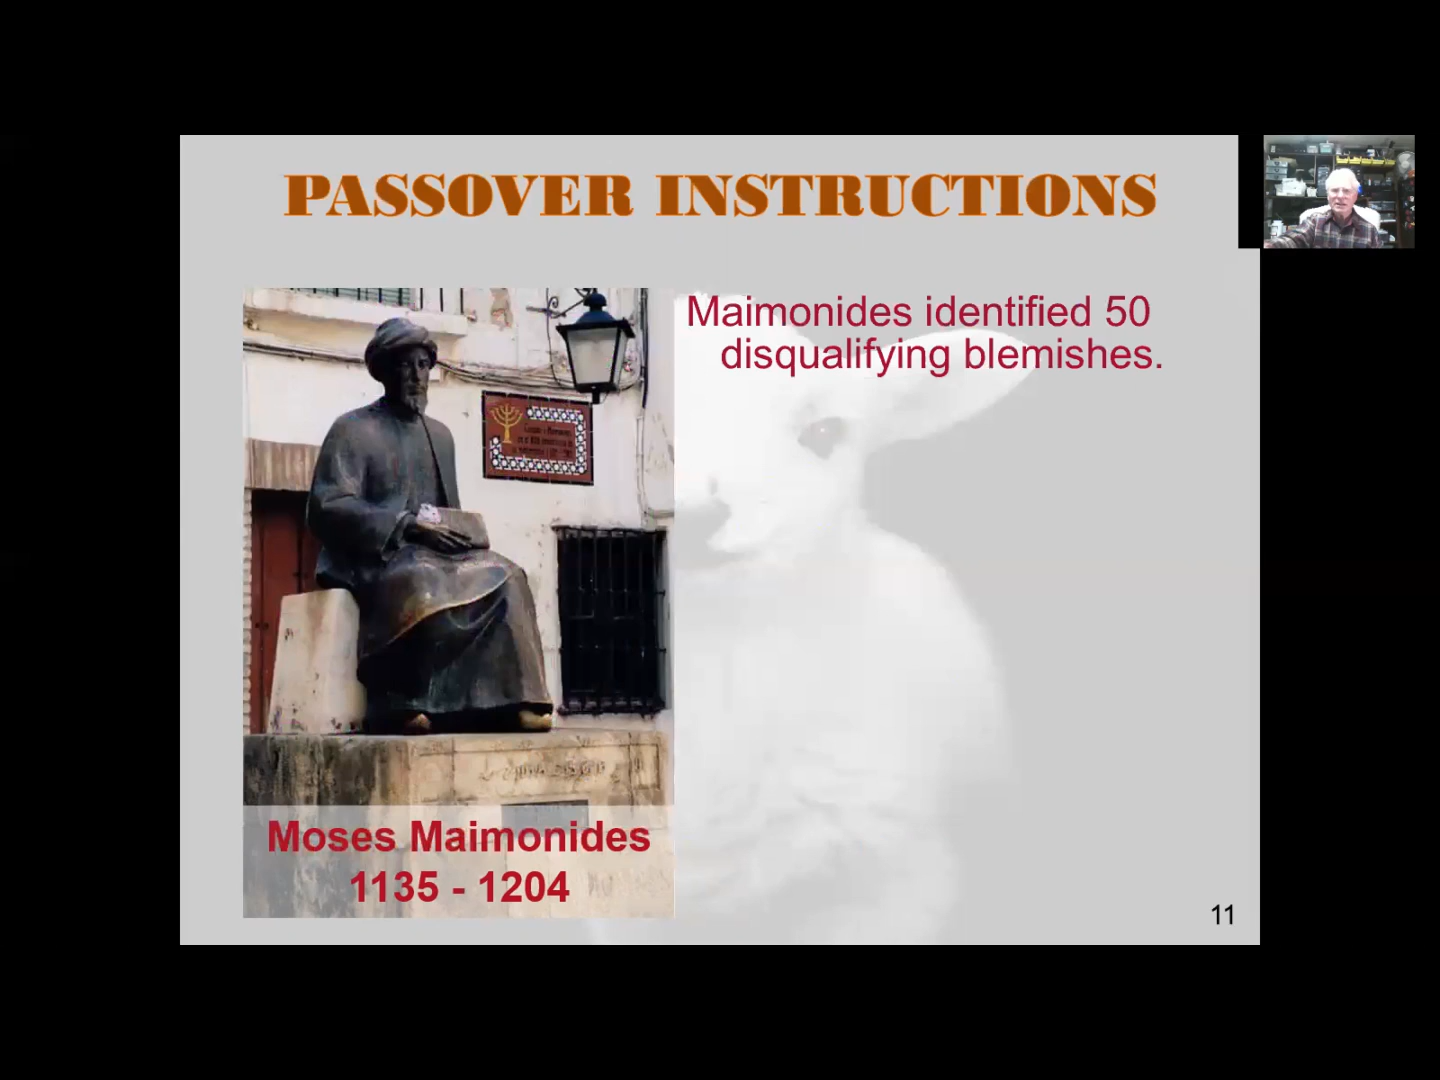 PASSOVER INSTRUCTIONS
Maimonides identified 50
disqualifying blemishes.
Moses Maimonides
1135 - 1204
11